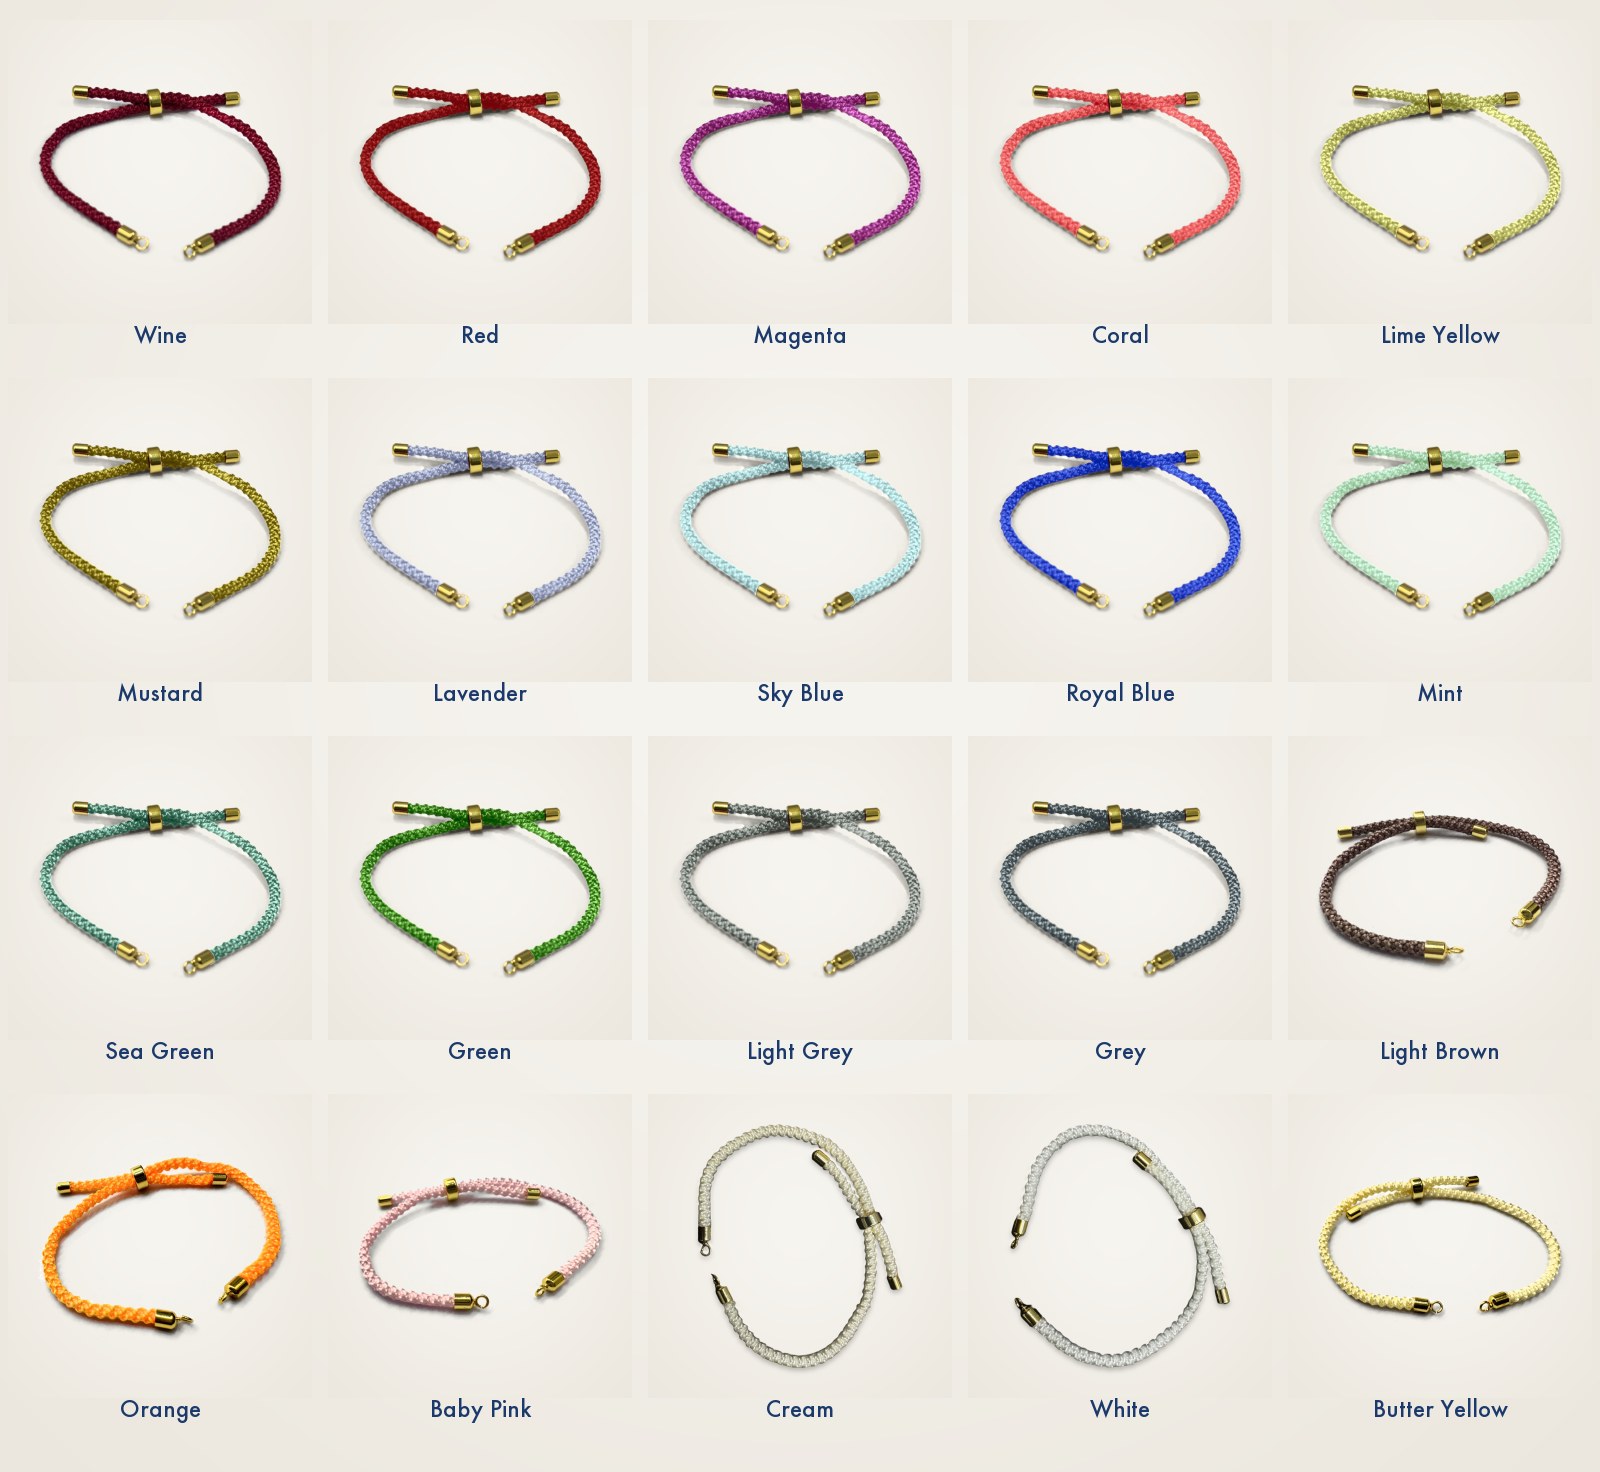 Wine
Red
Magenta
Coral
Lime Yellow
Mustard
Lavender
Sky Blue
Royal Blue
Mint
Sea Green
Green
Light Grey
Grey
Light Brown
Orange
Baby Pink
Cream
White
Butter Yellow